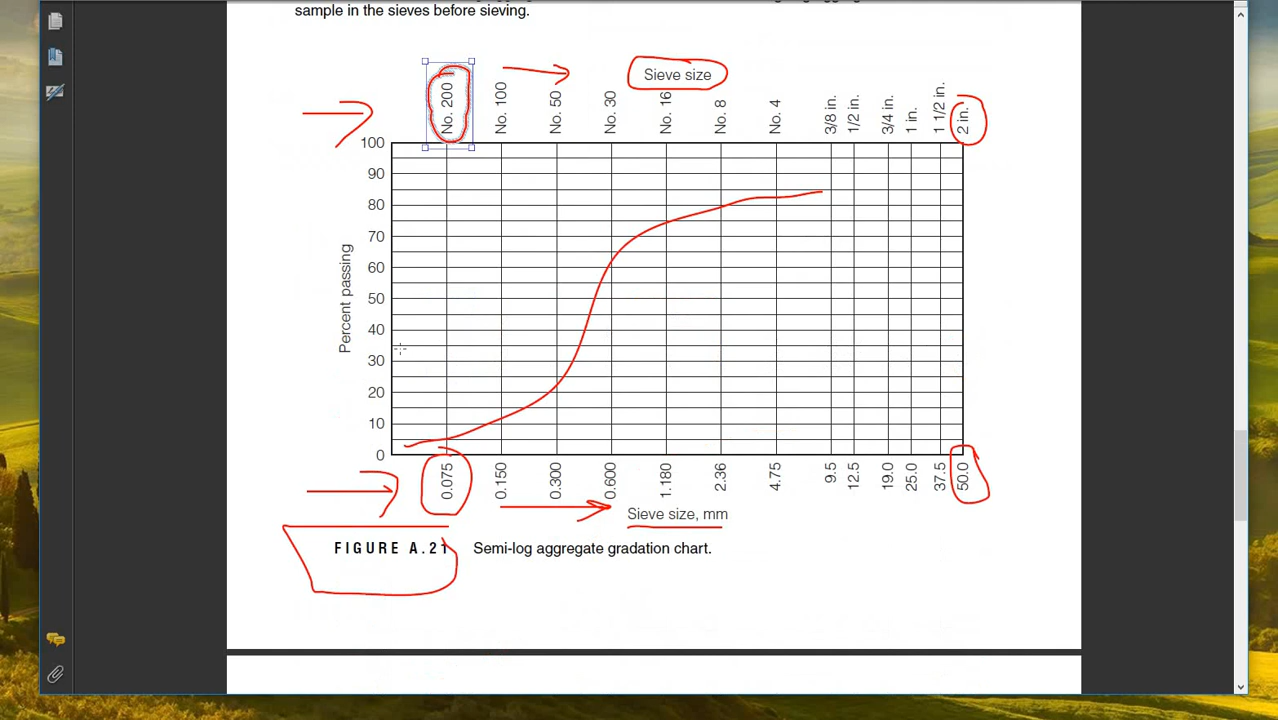 sample in the sieves before sieving.
Sieve size
No. 200
No. 100
No. 50
No. 30
No. 16
No. 8
No. 4
3/8 in.
1/2 in.
3/4 in.
1 in.
1 1/2 in.
2 in.
Percent passing
100
90
80
70
60
50
40
30
20
10
0
0.075
0.150
0.300
0.600
1.180
2.36
4.75
9.5
12.5
19.0
25.0
37.5
50.0
Sieve size, mm
FIGURE A.21 Semi-log aggregate gradation chart.